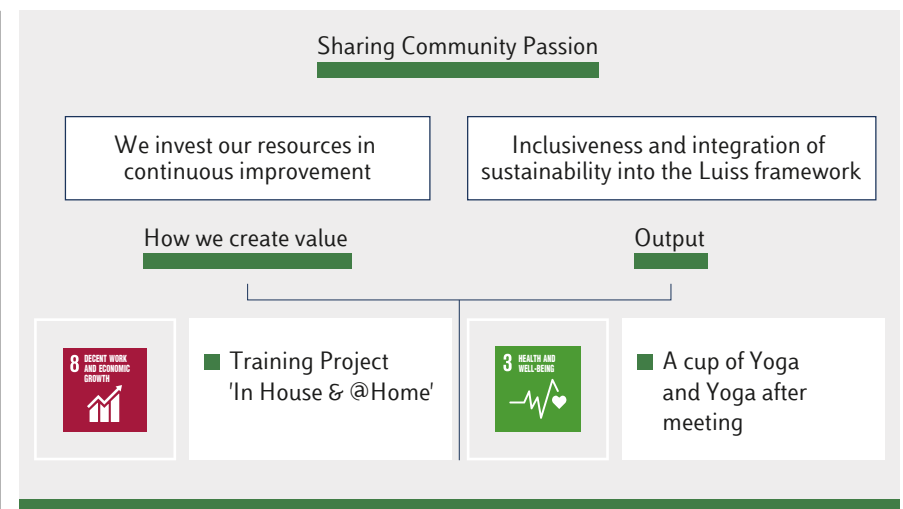 Sharing Community Passion
We invest our resources in
continuous improvement
Inclusiveness and integration of
sustainability into the Luiss framework
How we create value
Output
8 DECENT WORK
AND ECONOMIC
GROWTH
Training Project
'In House & @Home'
3 HEALTH AND
WELL-BEING
A cup of Yoga
and Yoga after
meeting